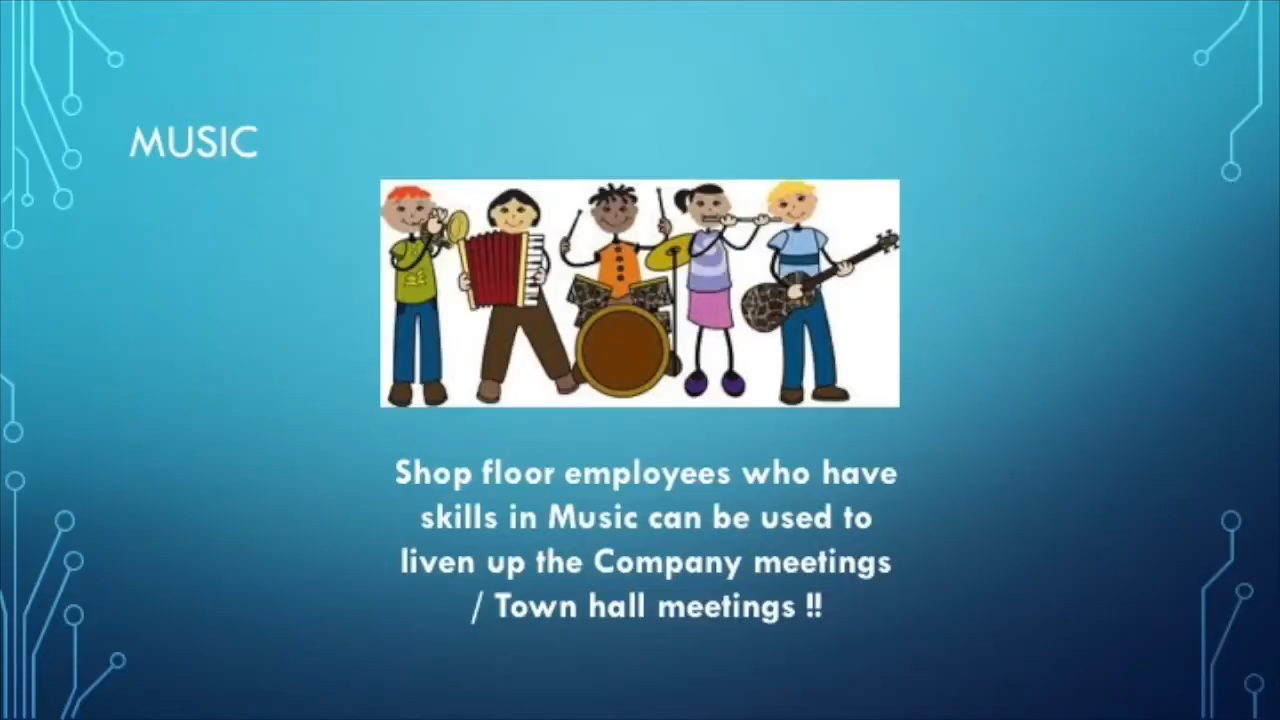 MUSIC
Shop floor employees who have
skills in Music can be used to
liven up the Company meetings
/ Town hall meetings !!